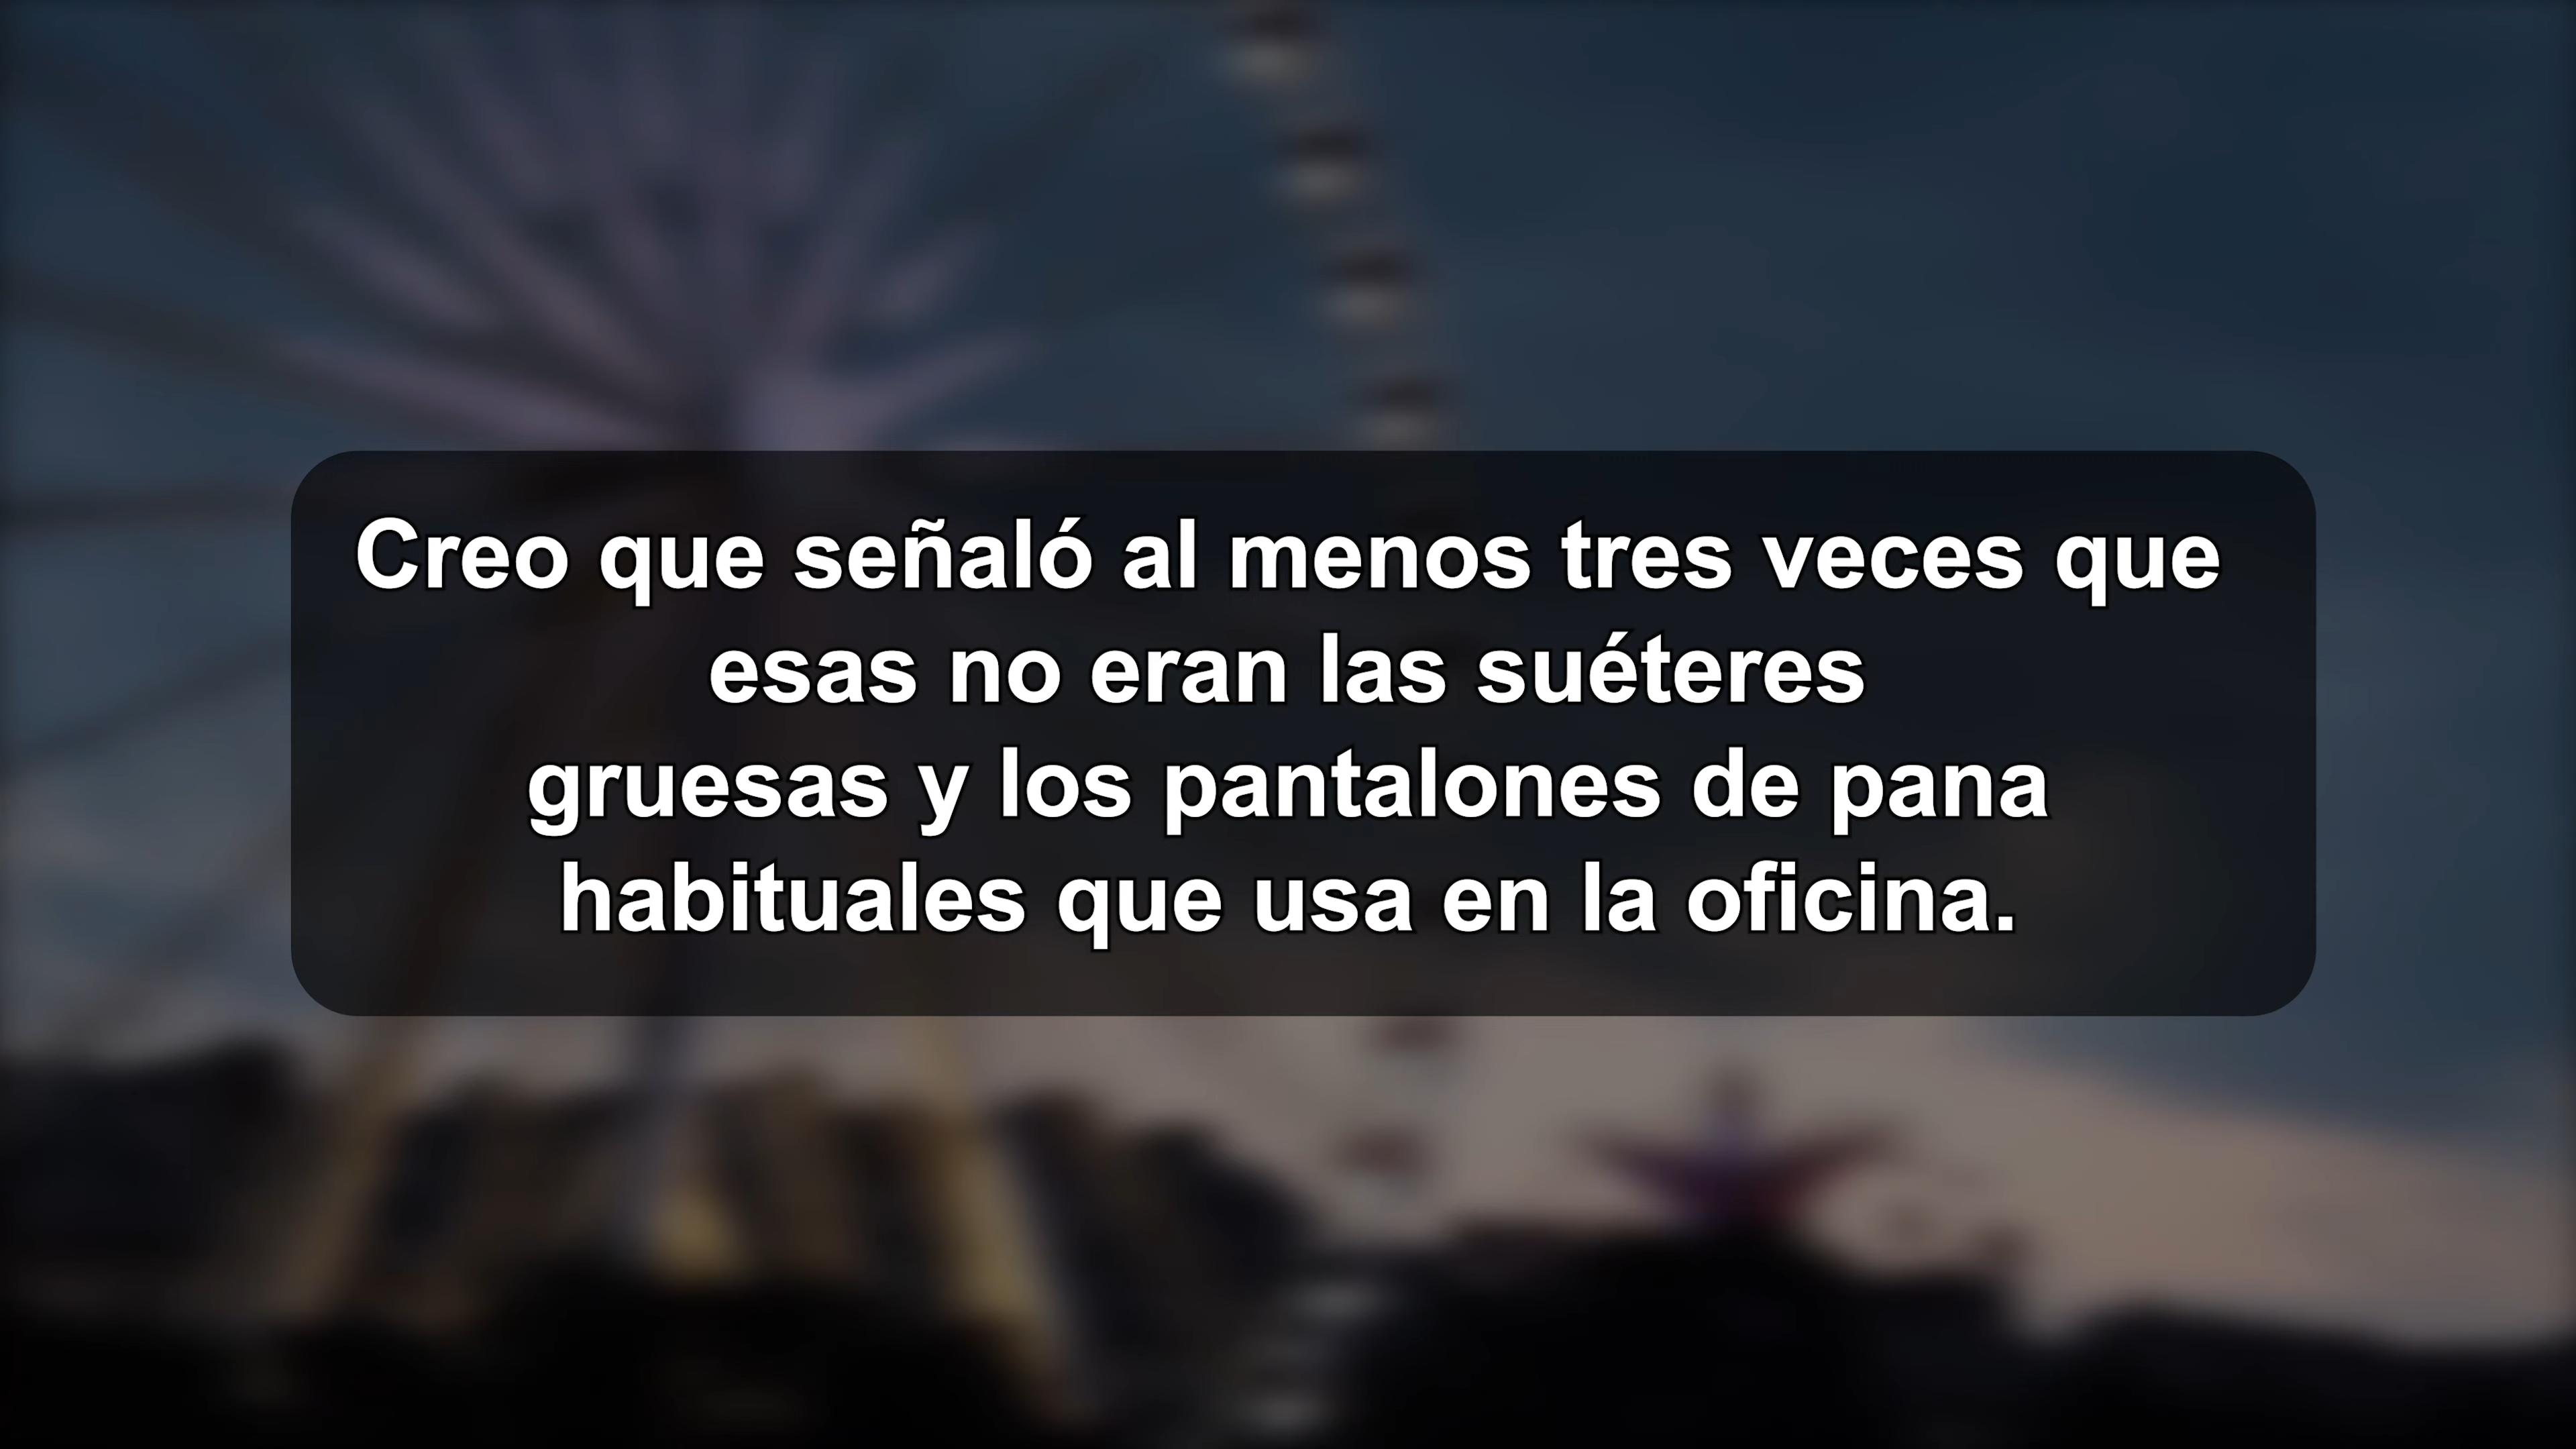 Creo que señaló al menos tres veces que
esas no eran las suéteres
gruesas y los pantalones de pana
habituales que usa en la oficina.